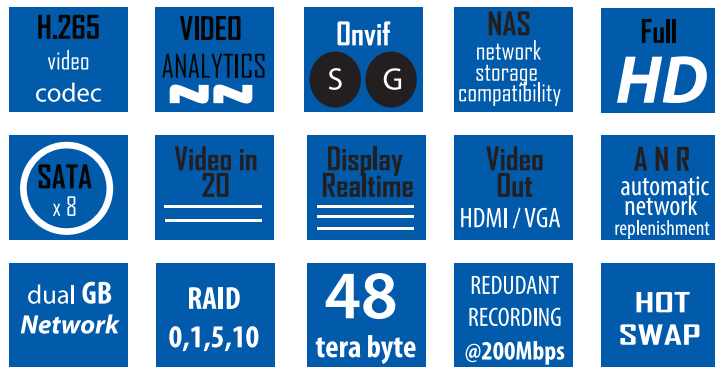 H.265
video
codec
VIDEO
ANALYTICS
NN
Onvif
S G
NAS
network
storage
compatibility
Full
HD
SATA
x 8
Video in
20
Display
Realtime
Video
Out
HDMI / VGA
A N R
automatic
network
replenishment
dual GB
Network
RAID
0,1,5,10
48
tera byte
REDUDANT
RECORDING
@200Mbps
HOT
SWAP